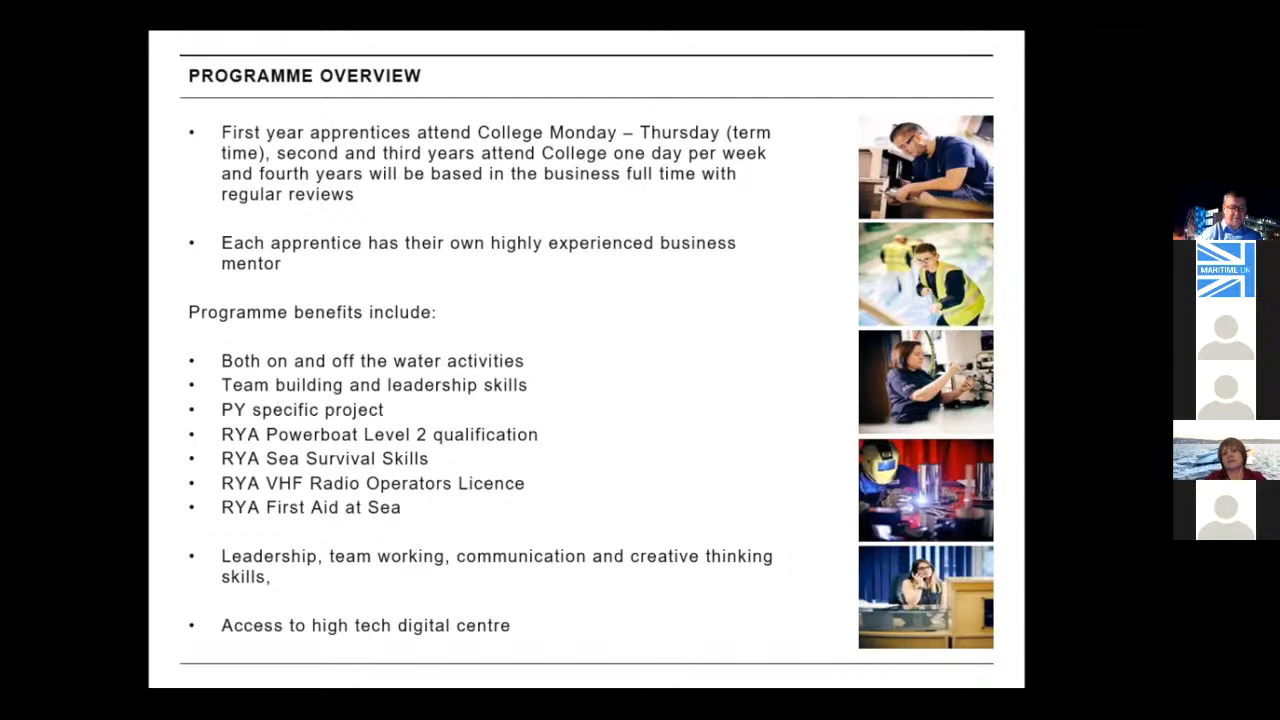 PROGRAMME OVERVIEW
• First year apprentices attend College Monday – Thursday (term
time), second and third years attend College one day per week
and fourth years will be based in the business full time with
regular reviews
• Each apprentice has their own highly experienced business
mentor
Programme benefits include:
• Both on and off the water activities
• Team building and leadership skills
• PY specific project
• RYA Powerboat Level 2 qualification
• RYA Sea Survival Skills
• RYA VHF Radio Operators Licence
• RYA First Aid at Sea
• Leadership, team working, communication and creative thinking
skills,
• Access to high tech digital centre
MARITIME UK